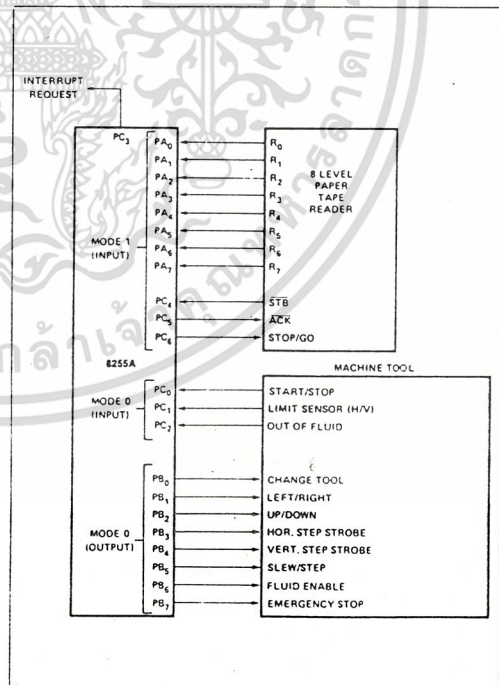 INTERRUPT
REQUEST
PC3
MODE 1
(INPUT)
PA0
PA1
PA2
PA3
PA4
PA5
PA6
PA7
PC4
PC5
PC6
R0
R1
R2
R3
R4
R5
R6
R7
8 LEVEL
PAPER
TAPE
READER
STB
ACK
STOP/GO
8255A
MACHINE TOOL
MODE 0
(INPUT)
PC0
PC1
PC2
START/STOP
LIMIT SENSOR (H/V)
OUT OF FLUID
MODE 0
(OUTPUT)
PB0
PB1
PB2
PB3
PB4
PB5
PB6
PB7
CHANGE TOOL
LEFT/RIGHT
UP/DOWN
HOR. STEP STROBE
VERT. STEP STROBE
SLEW/STEP
FLUID ENABLE
EMERGENCY STOP